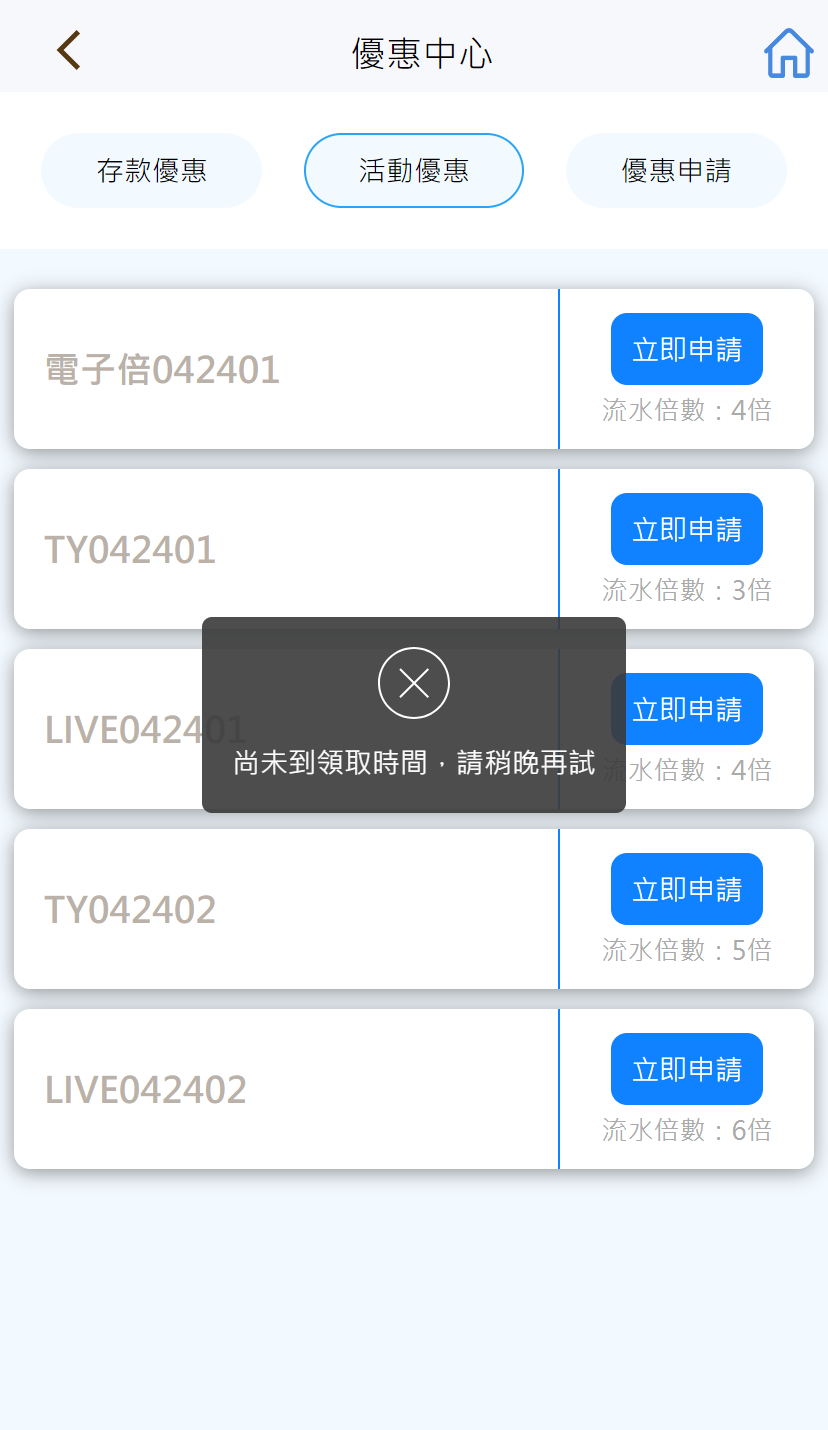 優惠中心
存款優惠 活動優惠 優惠申請
電子倍042401
立即申請
流水倍數：4倍
TY042401
立即申請
流水倍數：3倍
LIVE042401
立即申請
流水倍數：4倍
尚未到領取時間，請稍晚再試
TY042402
立即申請
流水倍數：5倍
LIVE042402
立即申請
流水倍數：6倍